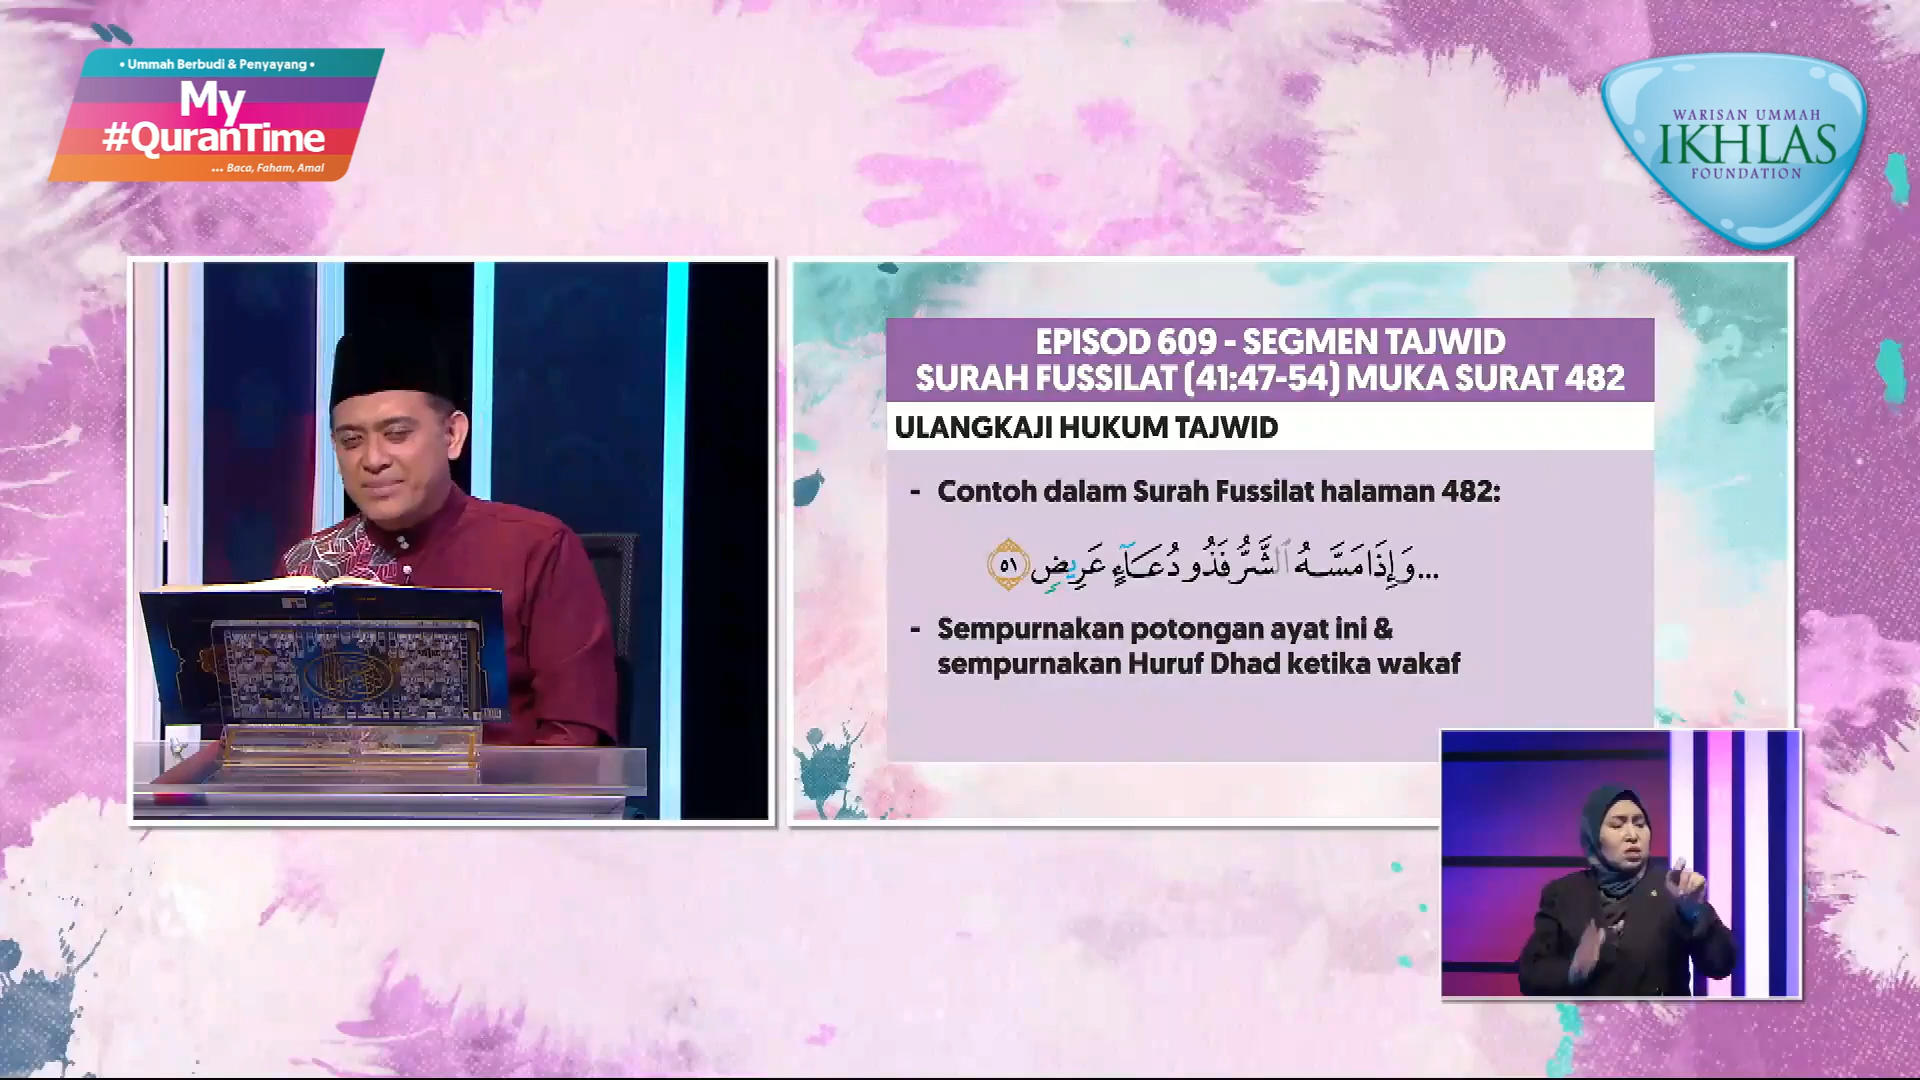 • Ummah Berbudi & Penyayang •
My
#QuranTime
... Baca, Faham, Amal
WARISAN UMMAH
IKHLAS
FOUNDATION
EPISOD 609 - SEGMEN TAJWID
SURAH FUSSILAT (41:47-54) MUKA SURAT 482
ULANGKAJI HUKUM TAJWID
- Contoh dalam Surah Fussilat halaman 482:
...وَإِذَا مَسَّهُ ٱلشَّرُّ فَذُو دُعَآءٍ عَرِيضٍ ٥١
- Sempurnakan potongan ayat ini &
sempurnakan Huruf Dhad ketika wakaf